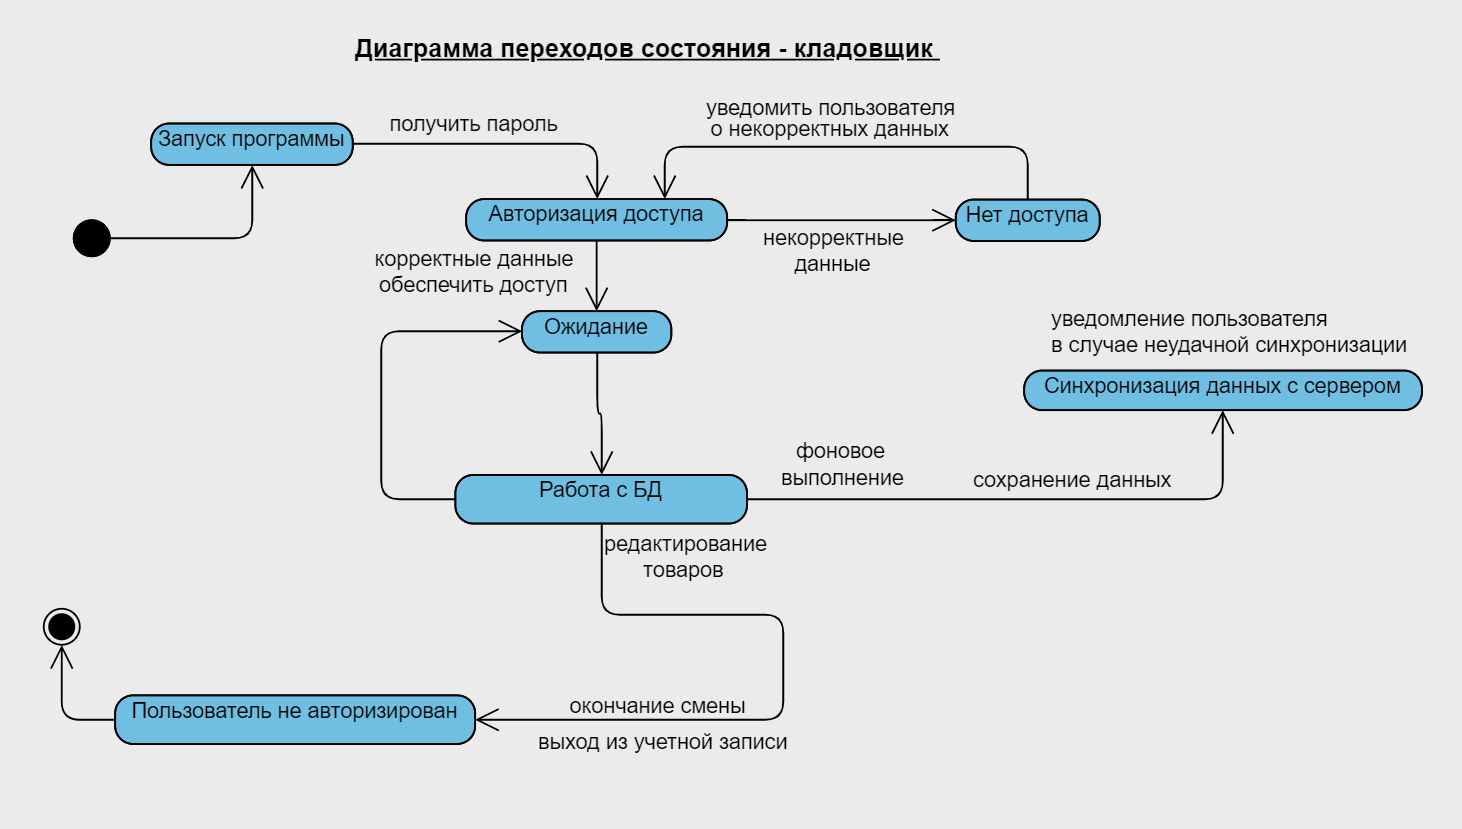 Диаграмма переходов состояния - кладовщик
Запуск программы
получить пароль
уведомить пользователя
о некорректных данных
Авторизация доступа
Нет доступа
некорректные
данные
корректные данные
обеспечить доступ
Ожидание
уведомление пользователя
в случае неудачной синхронизации
Синхронизация данных с сервером
фоновое
выполнение
сохранение данных
Работа с БД
редактирование
товаров
окончание смены
Пользователь не авторизирован
выход из учетной записи